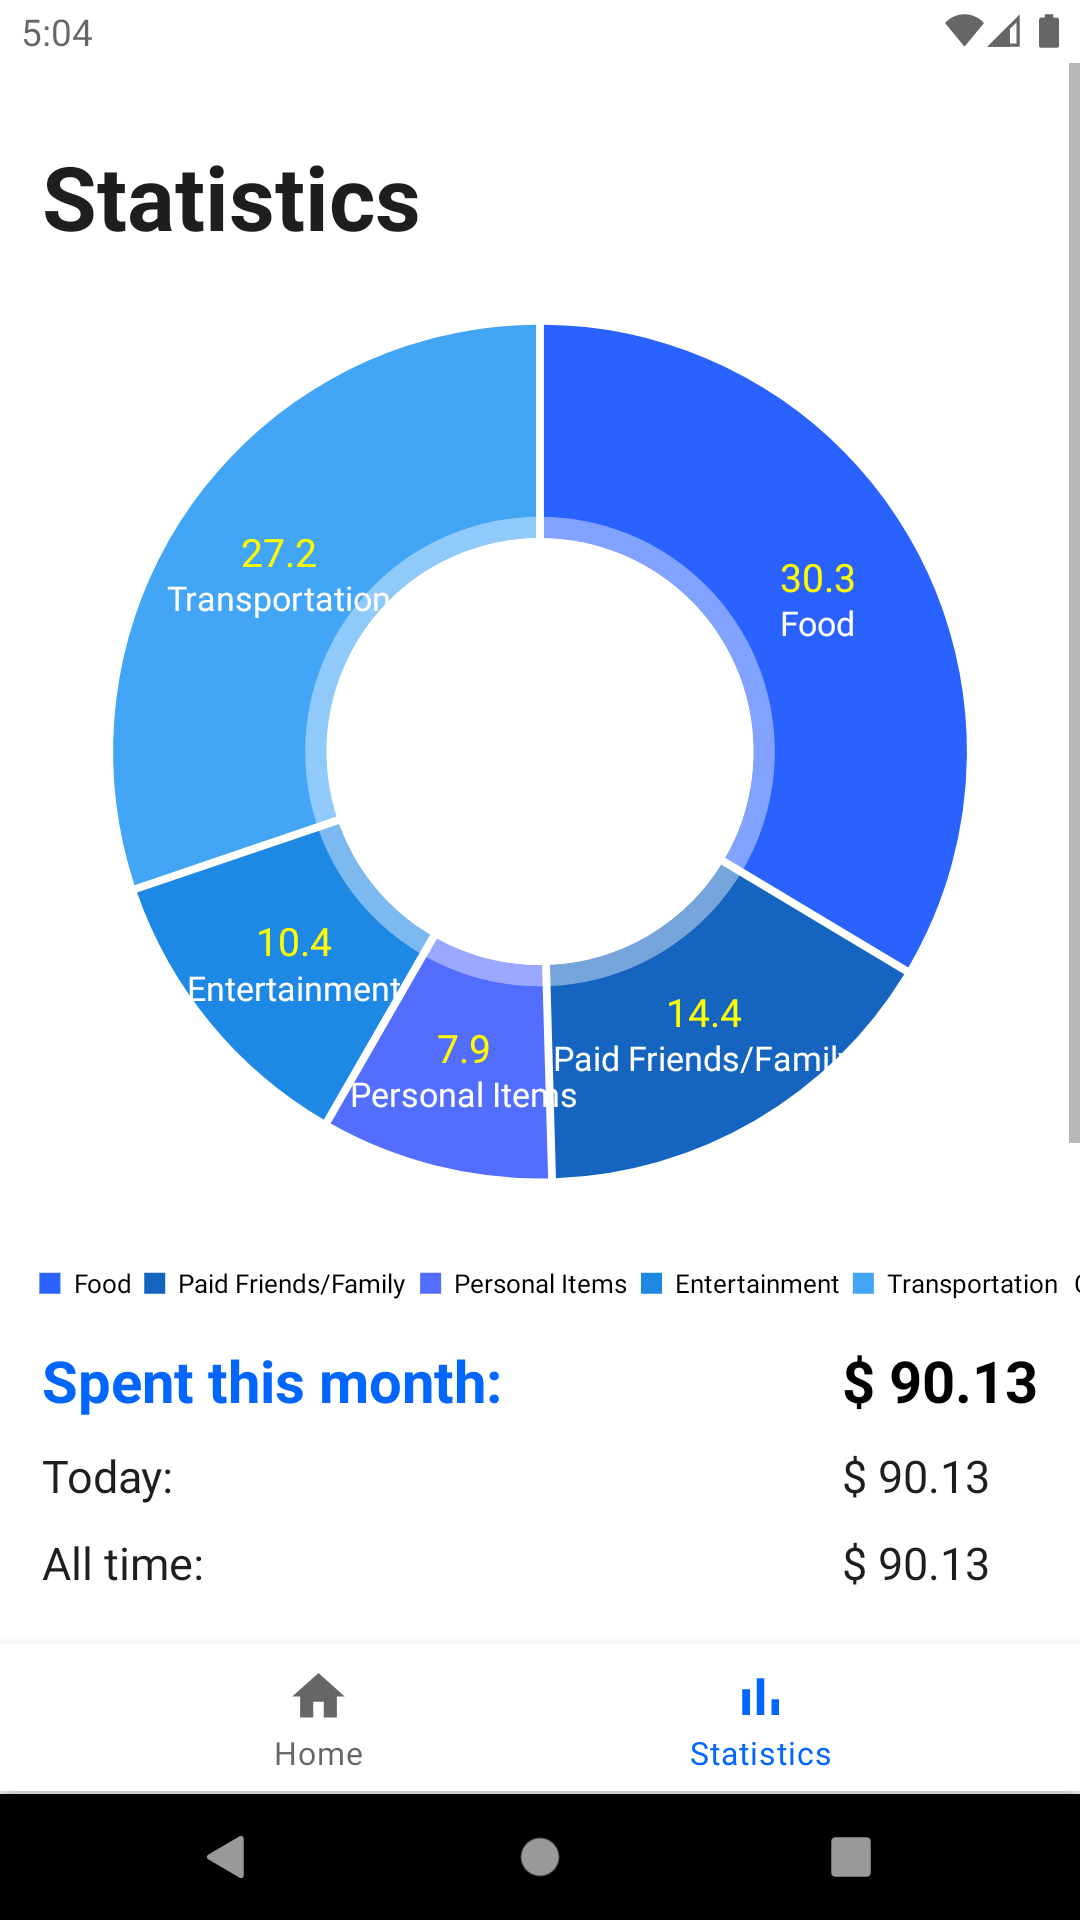 5:04
Statistics
27.2
Transportation
30.3
Food
10.4
Entertainment
14.4
Paid Friends/Family
7.9
Personal Items
Food Paid Friends/Family Personal Items Entertainment Transportation
Spent this month: $ 90.13
Today: $ 90.13
All time: $ 90.13
Home Statistics